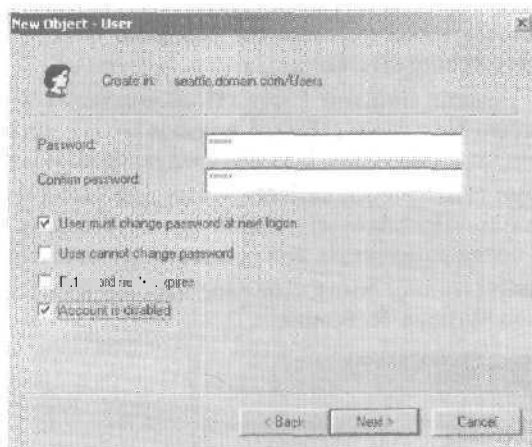 New Object - User
Create in: seattle.domain.com/Users
Password:
Confirm password:
User must change password at next logon
User cannot change password
Account is disabled
< Back
Next >
Cancel